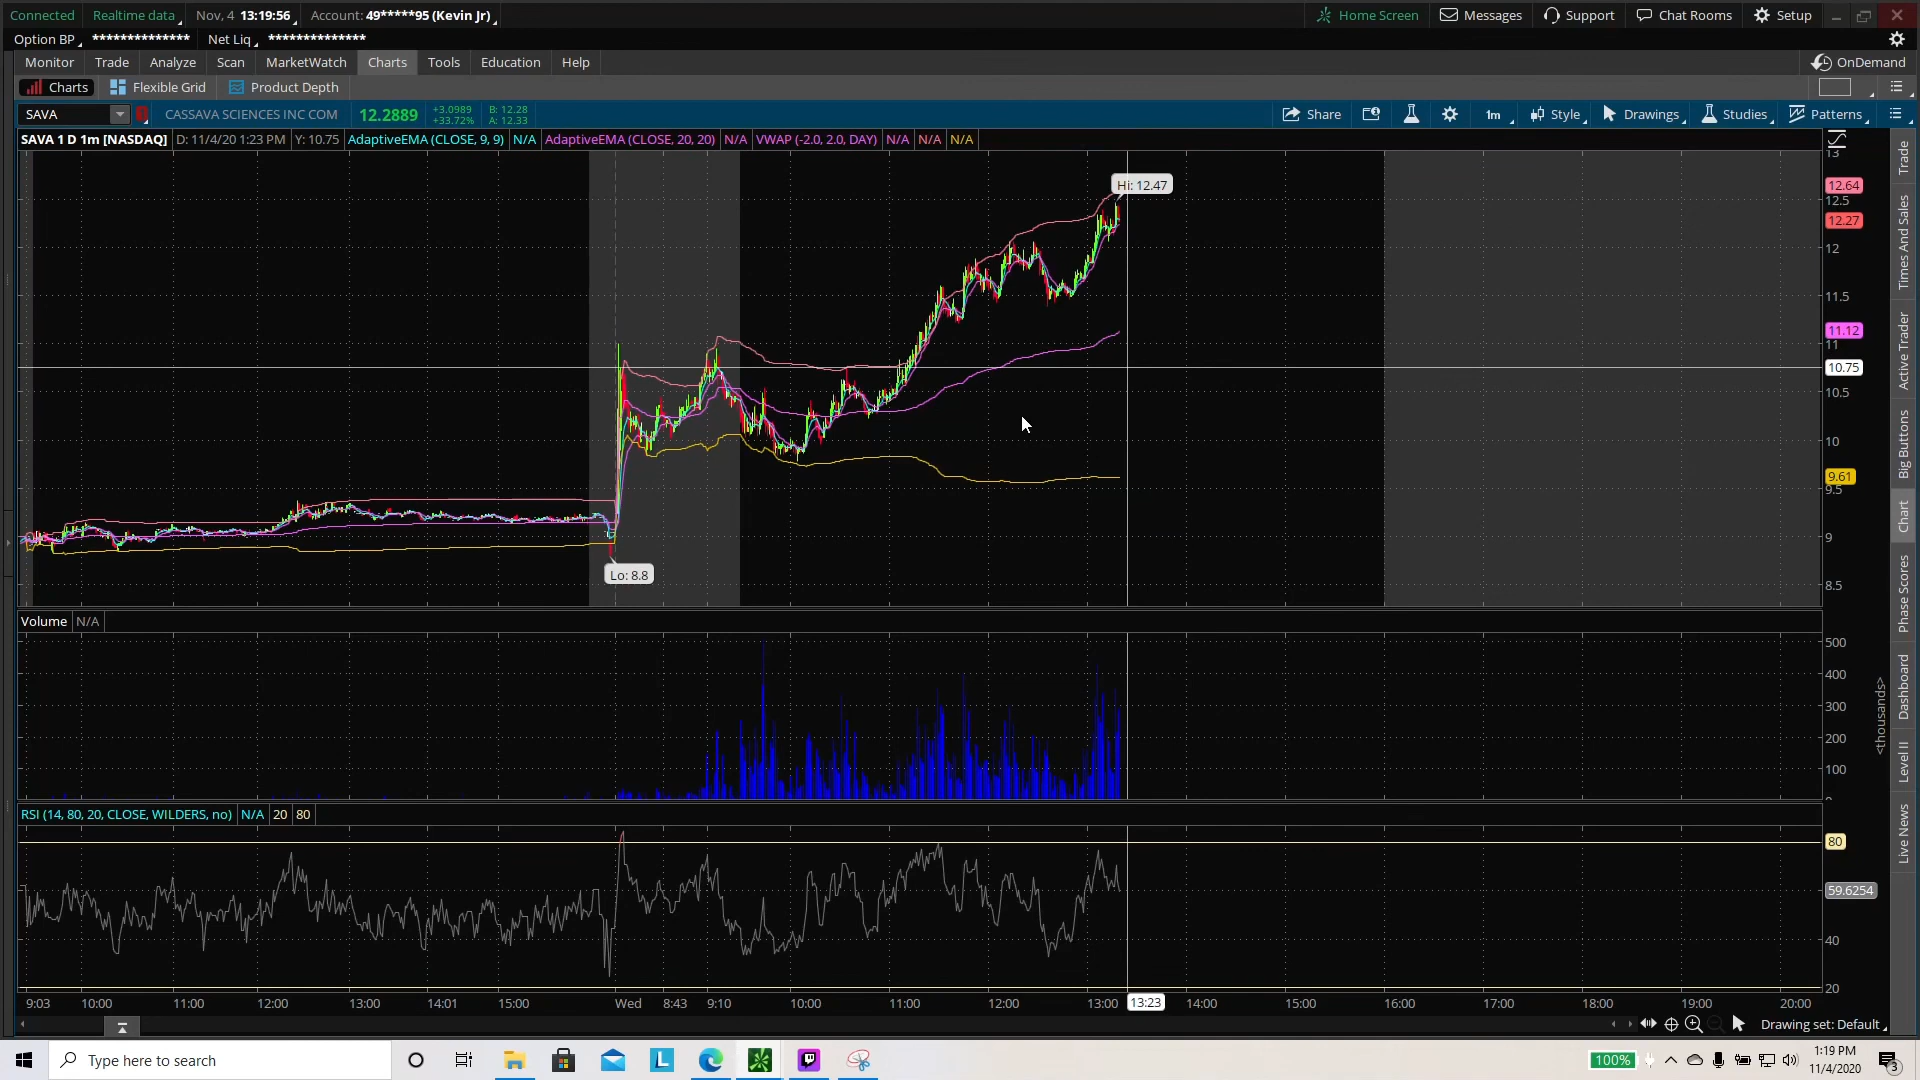 Connected Realtime data Nov, 4 13:19:56 Account: 49*****95 (Kevin Jr) Home Screen Messages Support Chat Rooms Setup
Option BP ************** Net Liq **************
Monitor Trade Analyze Scan MarketWatch Charts Tools Education Help OnDemand
Charts Flexible Grid Product Depth
SAVA CASSAVA SCIENCES INC COM 12.2889 +3.0989 +33.72% B: 12.28 A: 12.33 Share 1m Style Drawings Studies Patterns
SAVA 1 D 1m [NASDAQ] D: 11/4/20 1:23 PM Y: 10.75 AdaptiveEMA (CLOSE, 9, 9) N/A AdaptiveEMA (CLOSE, 20, 20) N/A VWAP (-2.0, 2.0, DAY) N/A N/A N/A
13
Hi: 12.47
12.64
12.5
12.27
12
11.5
11.12
11
10.75
10.5
10
9.61
9.5
9
Lo: 8.8
8.5
Volume N/A
500
400
300
200
100
0
<thousands>
RSI (14, 80, 20, CLOSE, WILDERS, no) N/A 20 80
80
59.6254
40
20
9:03 10:00 11:00 12:00 13:00 14:01 15:00 Wed 8:43 9:10 10:00 11:00 12:00 13:00 13:23 14:00 15:00 16:00 17:00 18:00 19:00 20:00
Drawing set: Default
Trade
Times And Sales
Active Trader
Big Buttons
Chart
Phase Scores
Dashboard
Level II
Live News
Type here to search
L
100%
1:19 PM
11/4/2020
3